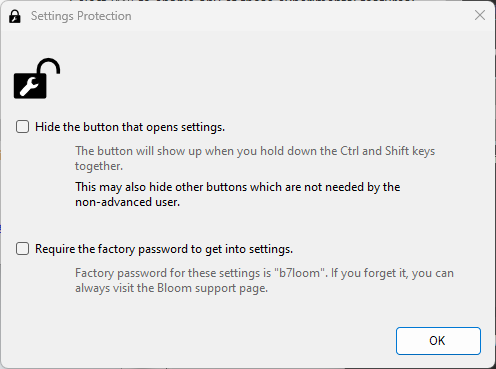 Settings Protection
Hide the button that opens settings.
The button will show up when you hold down the Ctrl and Shift keys
together.
This may also hide other buttons which are not needed by the
non-advanced user.
Require the factory password to get into settings.
Factory password for these settings is "b7loom". If you forget it, you can
always visit the Bloom support page.
OK